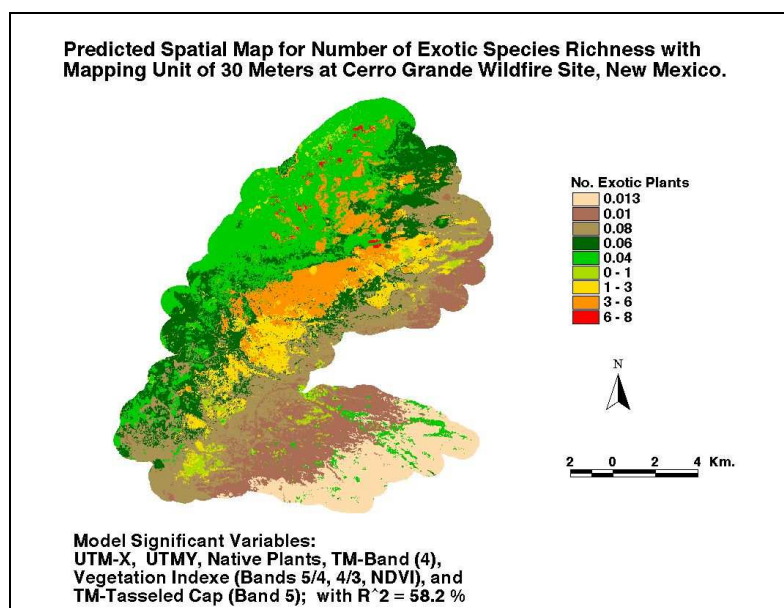 Predicted Spatial Map for Number of Exotic Species Richness with
Mapping Unit of 30 Meters at Cerro Grande Wildfire Site, New Mexico.
No. Exotic Plants
0.013
0.01
0.08
0.06
0.04
0 - 1
1 - 3
3 - 6
6 - 8
N
2 0 2 4 Km.
Model Significant Variables:
UTM-X, UTMY, Native Plants, TM-Band (4),
Vegetation Indexe (Bands 5/4, 4/3, NDVI), and
TM-Tasseled Cap (Band 5); with R^2 = 58.2 %